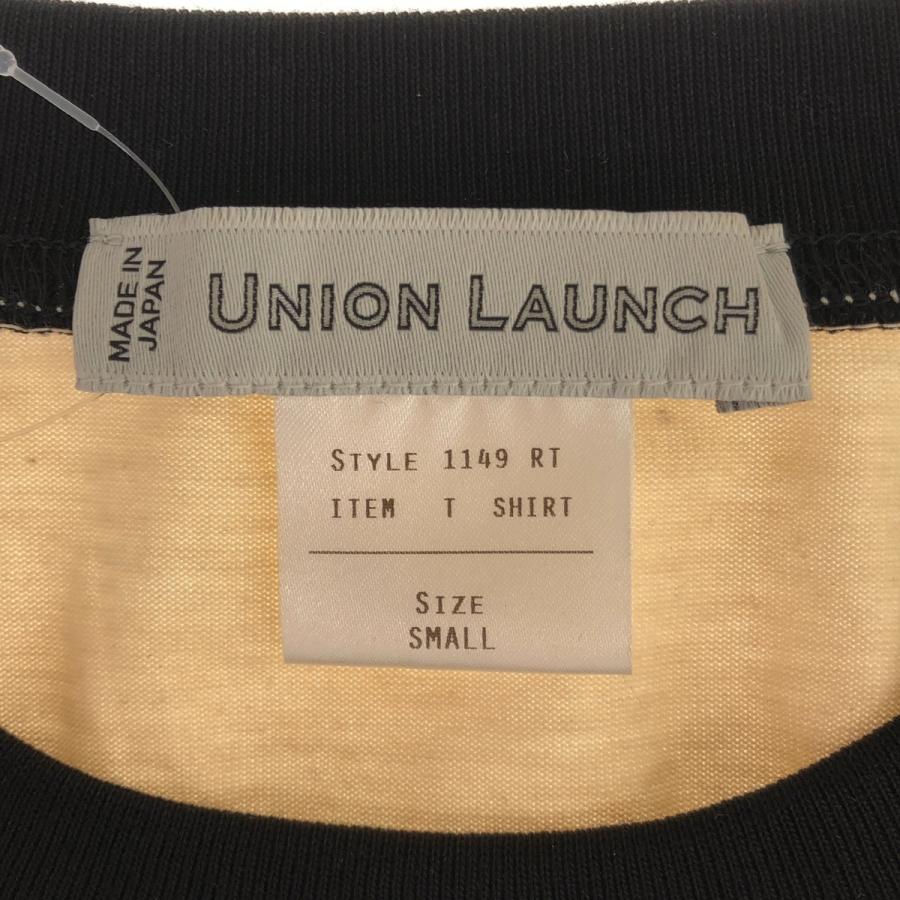 MADE IN
JAPAN
UNION LAUNCH
STYLE 1149 RT
ITEM T SHIRT
SIZE
SMALL